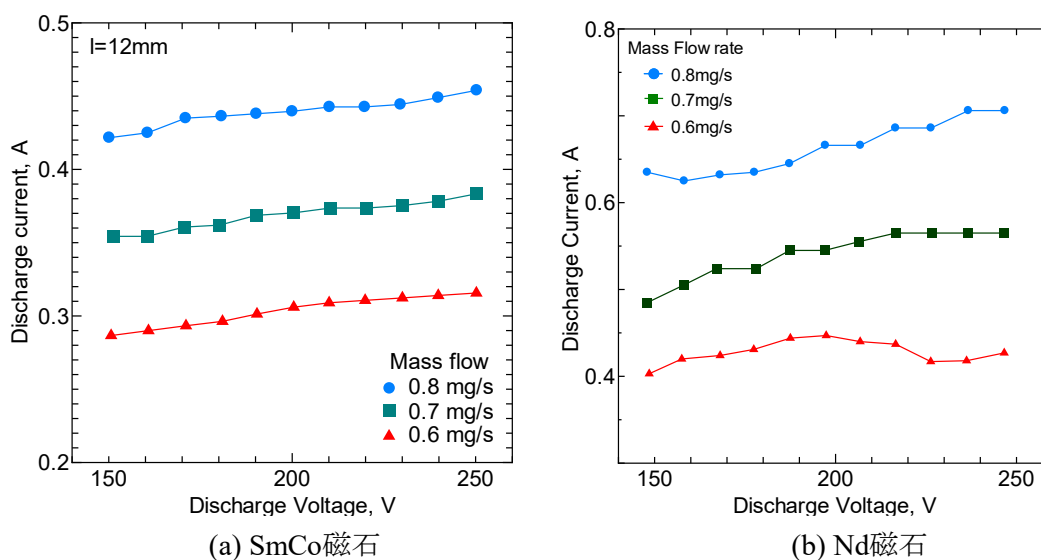 0.5
0.4
0.3
0.2
Discharge current, A
l=12mm
Mass flow
0.8 mg/s
0.7 mg/s
0.6 mg/s
150
200
250
Discharge Voltage, V
(a) SmCo磁石
0.8
0.6
0.4
Discharge Current, A
Mass Flow rate
0.8mg/s
0.7mg/s
0.6mg/s
150
200
250
Discharge Voltage, V
(b) Nd磁石